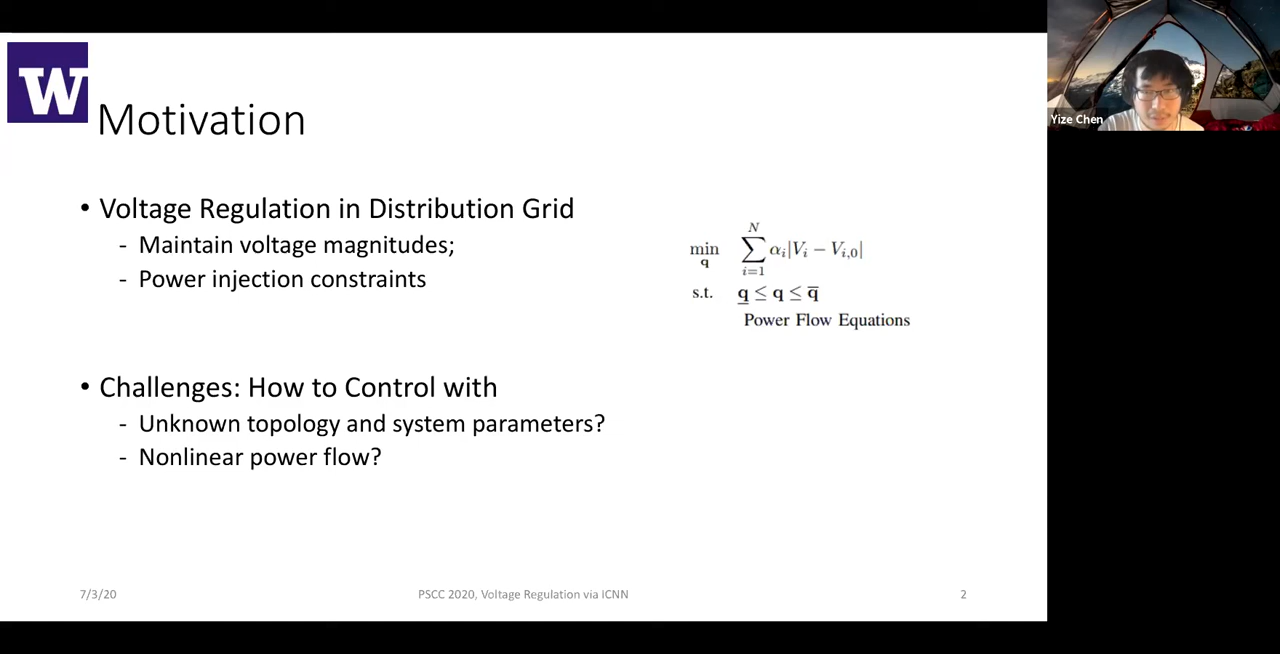 W
Motivation
• Voltage Regulation in Distribution Grid
- Maintain voltage magnitudes;
- Power injection constraints
min_q ∑_{i=1}^{N} α_i|V_i − V_{i,0}|
s.t. q̲ ≤ q ≤ q̅
Power Flow Equations
• Challenges: How to Control with
- Unknown topology and system parameters?
- Nonlinear power flow?
7/3/20
PSCC 2020, Voltage Regulation via ICNN
2
Yize Chen